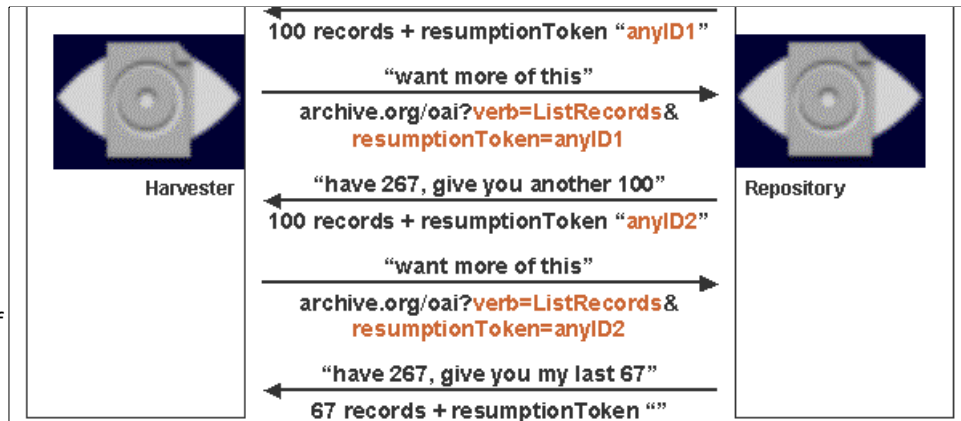 100 records + resumptionToken “anyID1”
“want more of this”
archive.org/oai?verb=ListRecords&
resumptionToken=anyID1
Harvester
“have 267, give you another 100”
Repository
100 records + resumptionToken “anyID2”
“want more of this”
archive.org/oai?verb=ListRecords&
resumptionToken=anyID2
“have 267, give you my last 67”
67 records + resumptionToken “”